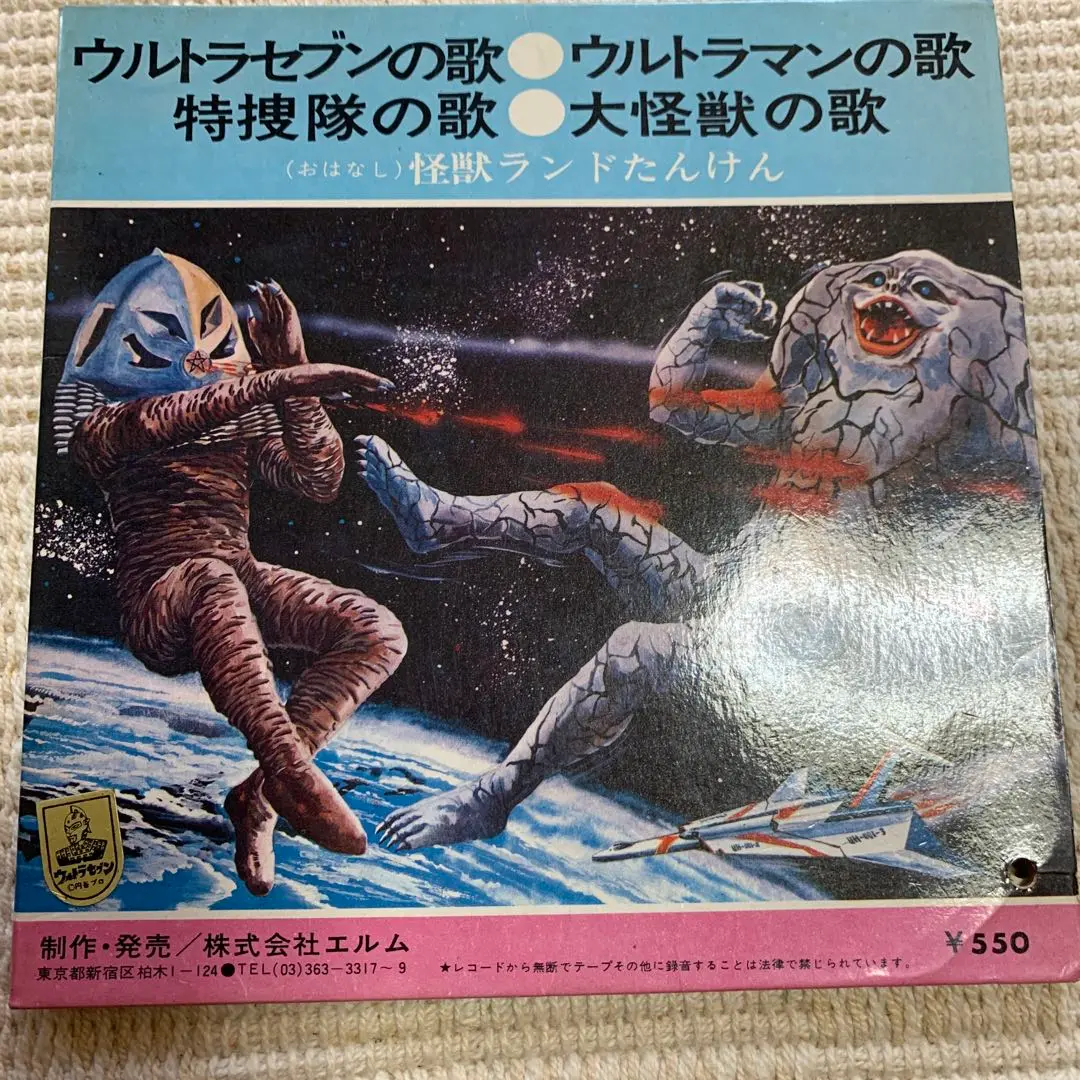 ウルトラセブンの歌●ウルトラマンの歌
特捜隊の歌●大怪獣の歌
(おはなし)怪獣ランドたんけん
ウルトラセブン
©円谷プロ
制作・発売/株式会社エルム
¥550
東京都新宿区柏木1-124●TEL(03)363-3317~9
★レコードから無断でテープその他に録音することは法律で禁じられています。